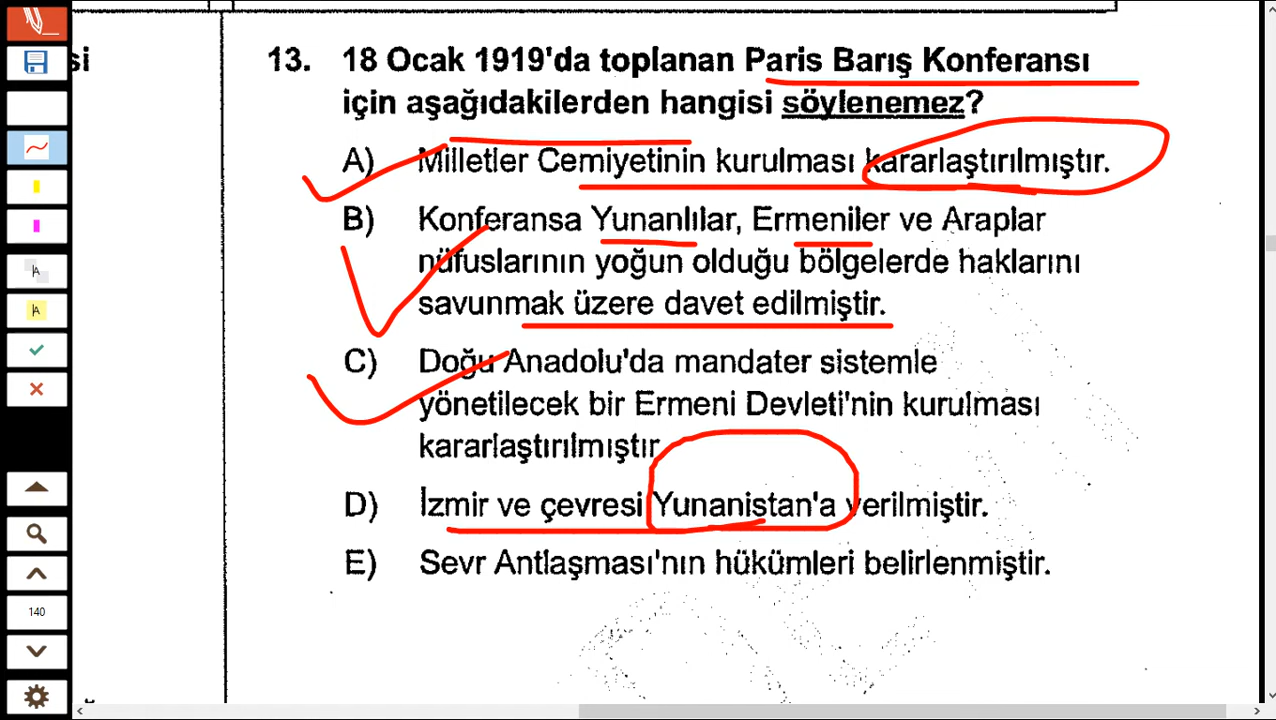 si
13. 18 Ocak 1919'da toplanan Paris Barış Konferansı
için aşağıdakilerden hangisi söylenemez?
A) Milletler Cemiyetinin kurulması kararlaştırılmıştır.
B) Konferansa Yunanlılar, Ermeniler ve Araplar
nüfuslarının yoğun olduğu bölgelerde haklarını
savunmak üzere davet edilmiştir.
C) Doğu Anadolu'da mandater sistemle
yönetilecek bir Ermeni Devleti'nin kurulması
kararlaştırılmıştır.
D) İzmir ve çevresi Yunanistan'a verilmiştir.
E) Sevr Antlaşması'nın hükümleri belirlenmiştir.
A
A
140